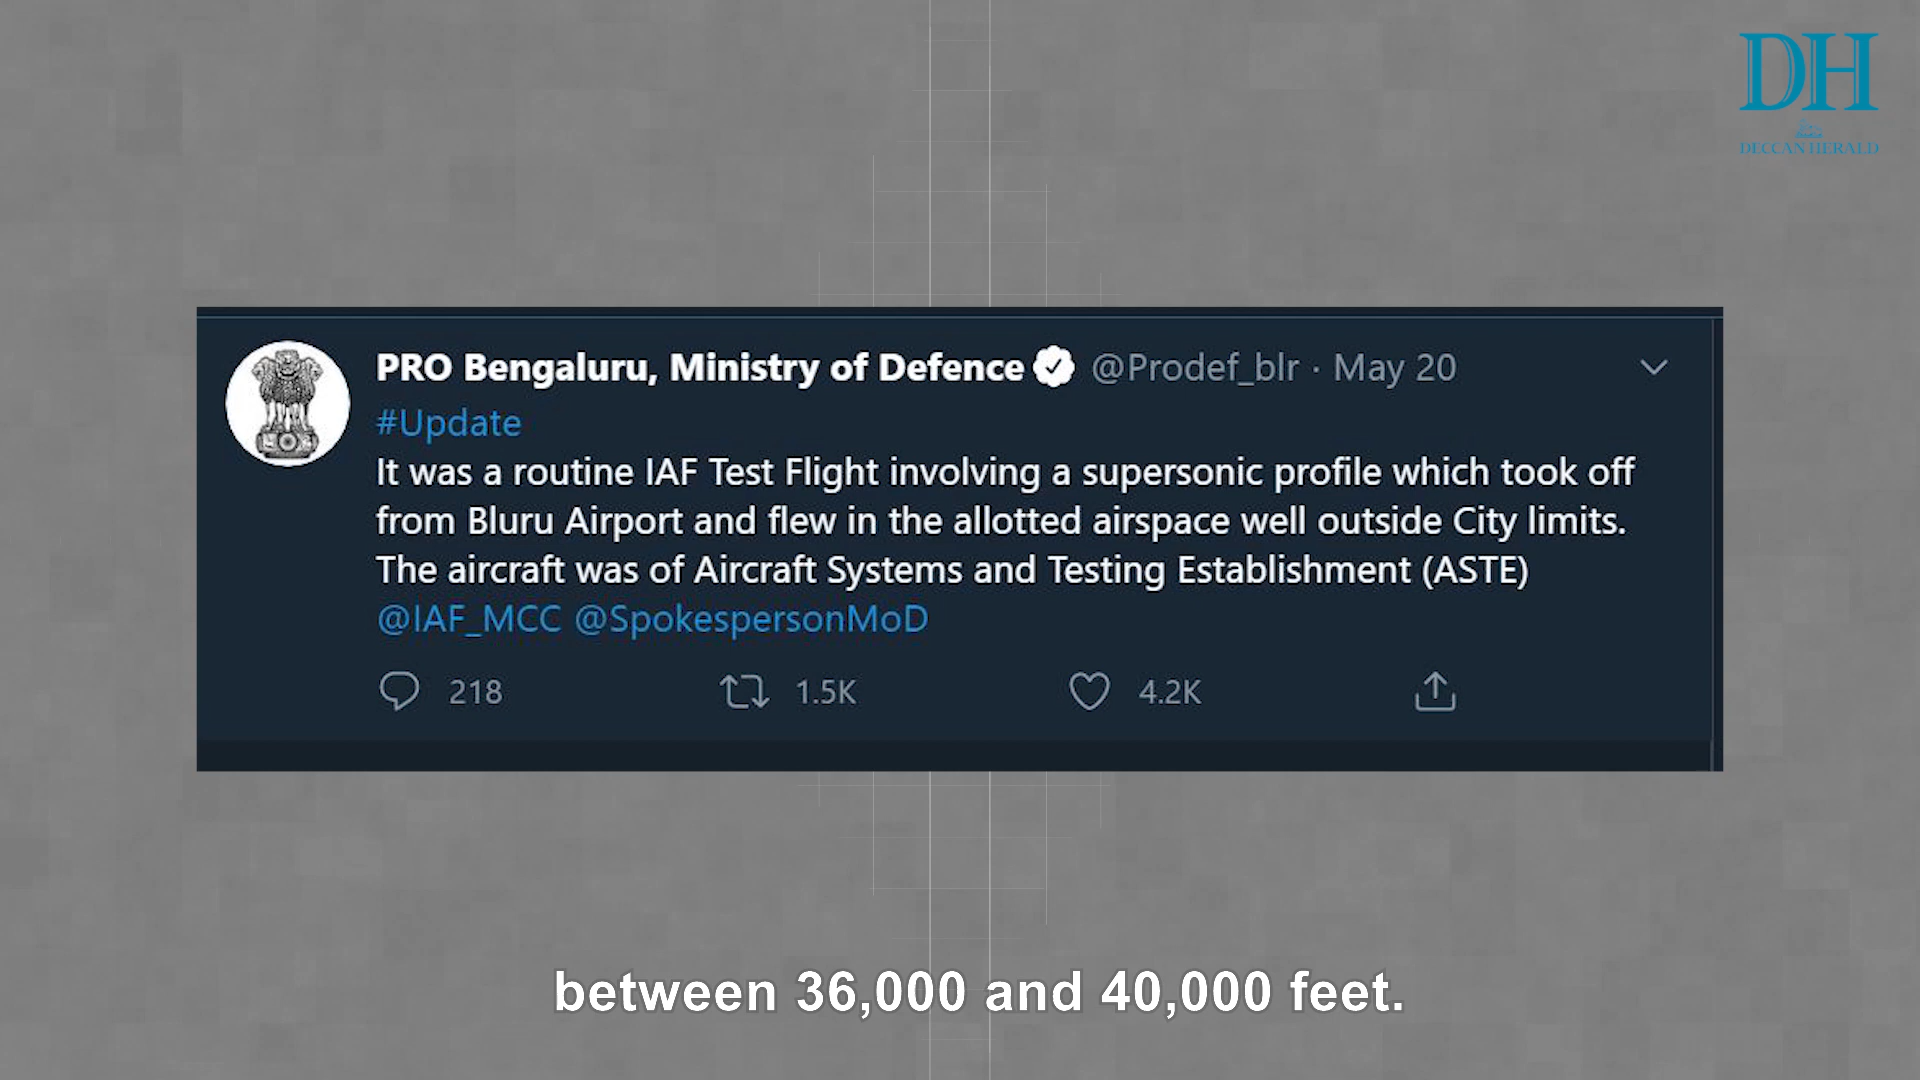 DH
DECCAN HERALD
PRO Bengaluru, Ministry of Defence @Prodef_blr · May 20
#Update
It was a routine IAF Test Flight involving a supersonic profile which took off
from Bluru Airport and flew in the allotted airspace well outside City limits.
The aircraft was of Aircraft Systems and Testing Establishment (ASTE)
@IAF_MCC @SpokespersonMoD
218 1.5K 4.2K
between 36,000 and 40,000 feet.